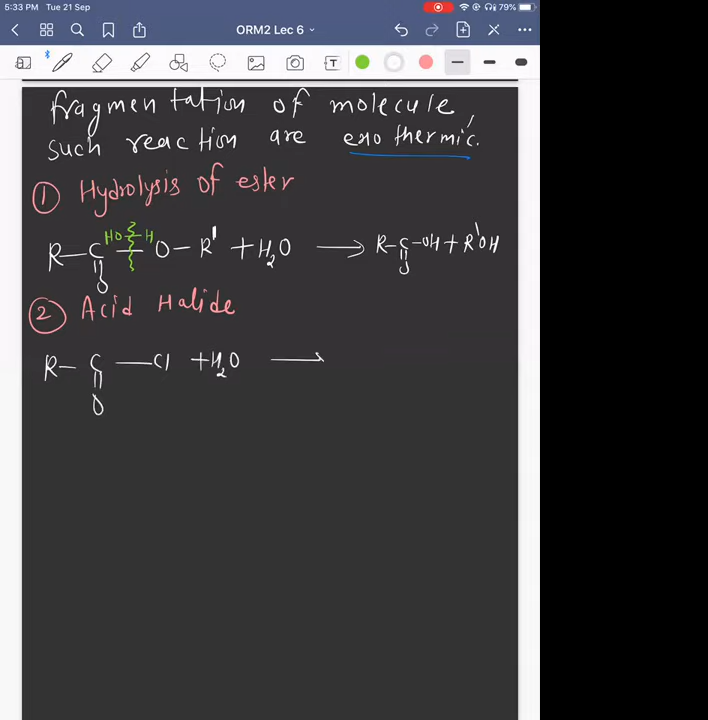 5:33 PM Tue 21 Sep 79%
ORM2 Lec 6
T
fragmentation of molecule,
such reaction are exothermic.
1 Hydrolysis of ester
HO H
R-C-O-R' + H2O → R-C-OH + R'OH
O O
2 Acid Halide
R-C-Cl + H2O →
O